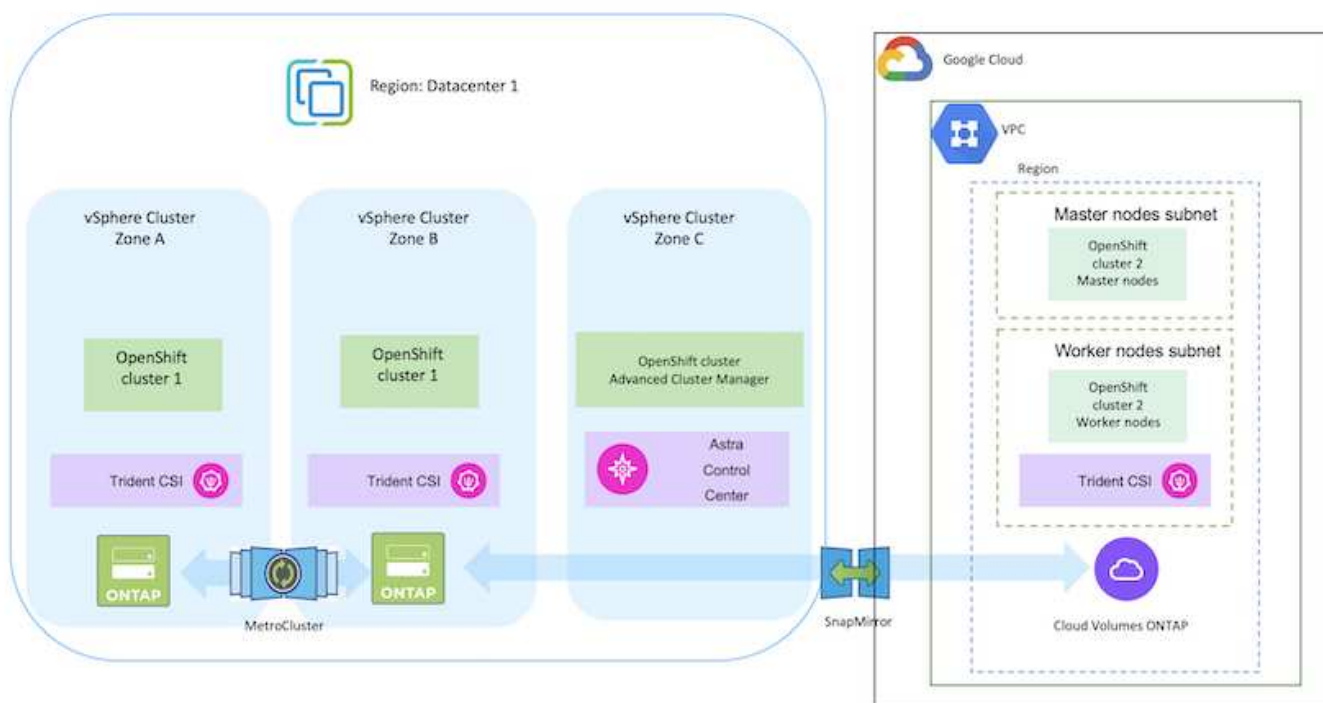 Region: Datacenter 1
vSphere Cluster
Zone A
OpenShift
cluster 1
Trident CSI
ONTAP
MetroCluster
vSphere Cluster
Zone B
OpenShift
cluster 1
Trident CSI
ONTAP
vSphere Cluster
Zone C
OpenShift cluster
Advanced Cluster Manager
Astra
Control
Center
SnapMirror
Google Cloud
VPC
Region
Master nodes subnet
OpenShift
cluster 2
Master nodes
Worker nodes subnet
OpenShift
cluster 2
Worker nodes
Trident CSI
Cloud Volumes ONTAP